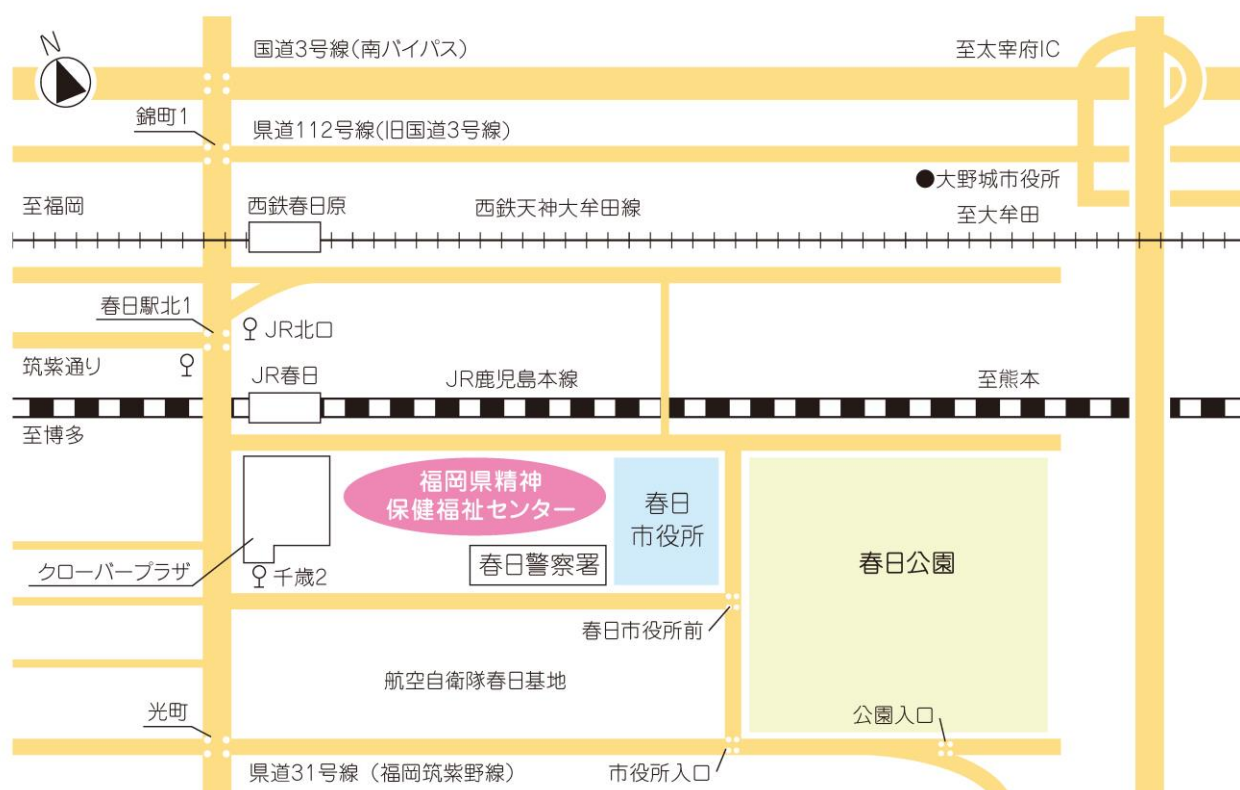 N
国道3号線(南バイパス)
至太宰府IC
錦町1
県道112号線(旧国道3号線)
●大野城市役所
至福岡
西鉄春日原
西鉄天神大牟田線
至大牟田
春日駅北1
JR北口
筑紫通り
JR春日
JR鹿児島本線
至熊本
至博多
福岡県精神
保健福祉センター
春日
市役所
春日警察署
春日公園
クローバープラザ
千歳2
春日市役所前
航空自衛隊春日基地
光町
公園入口
県道31号線(福岡筑紫野線)
市役所入口